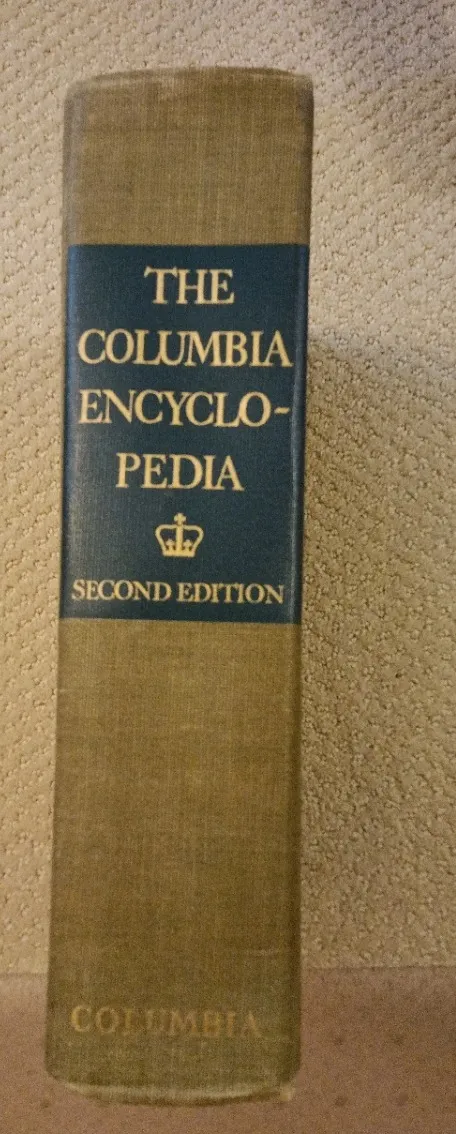 THE
COLUMBIA
ENCYCLO-
PEDIA
SECOND EDITION
COLUMBIA